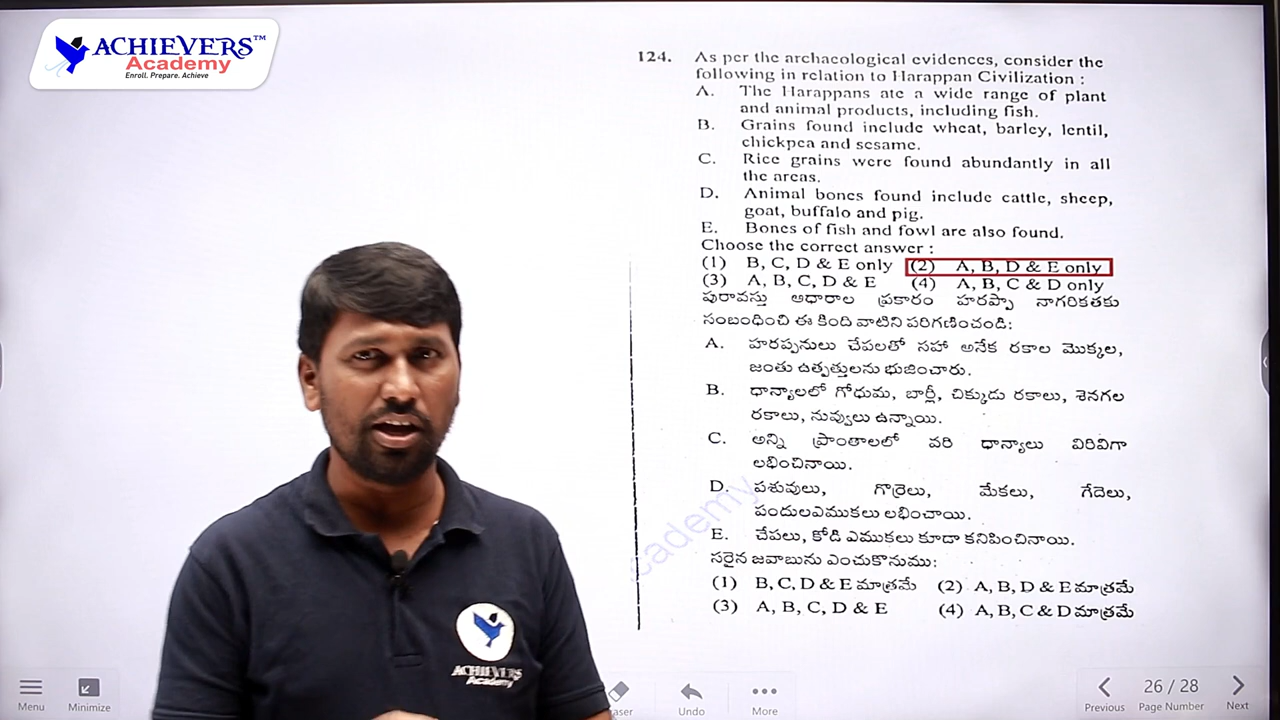 ACHIEVERS™
Academy
Enroll. Prepare. Achieve
124. As per the archaeological evidences, consider the
following in relation to Harappan Civilization :
A. The Harappans ate a wide range of plant
and animal products, including fish.
B. Grains found include wheat, barley, lentil,
chickpea and sesame.
C. Rice grains were found abundantly in all
the areas.
D. Animal bones found include cattle, sheep,
goat, buffalo and pig.
E. Bones of fish and fowl are also found.
Choose the correct answer :
(1) B, C, D & E only (2) A, B, D & E only
(3) A, B, C, D & E (4) A, B, C & D only
పురావస్తు ఆధారాల ప్రకారం హరప్పా నాగరికతకు
సంబంధించి ఈ కింది వాటిని పరిగణించండి:
A. హరప్పనులు చేపలతో సహా అనేక రకాల మొక్కల,
జంతు ఉత్పత్తులను భుజించారు.
B. ధాన్యాలలో గోధుమ, బార్లీ, చిక్కుడు రకాలు, శెనగల
రకాలు, నువ్వులు ఉన్నాయి.
C. అన్ని ప్రాంతాలలో వరి ధాన్యాలు విరివిగా
లభించినాయి.
D. పశువులు, గొర్రెలు, మేకలు, గేదెలు,
పందులఎముకలు లభించాయి.
E. చేపలు, కోడి ఎముకలు కూడా కనిపించినాయి.
సరైన జవాబును ఎంచుకొనుము:
(1) B, C, D & E మాత్రమే (2) A, B, D & E మాత్రమే
(3) A, B, C, D & E (4) A, B, C & D మాత్రమే
cademy
ACHIEVERS
Academy
Menu Minimize aser Undo More Previous 26 / 28 Page Number Next